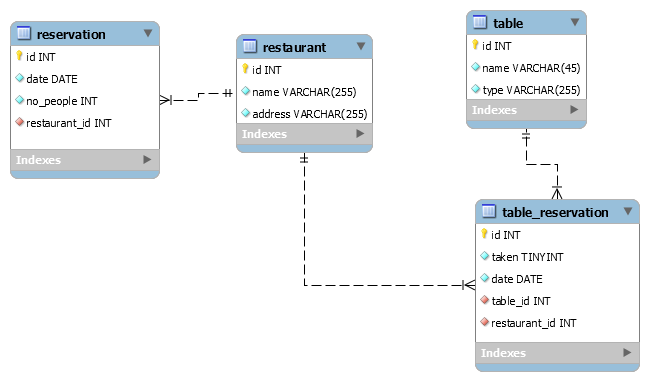 reservation
id INT
date DATE
no_people INT
restaurant_id INT
Indexes
restaurant
id INT
name VARCHAR(255)
address VARCHAR(255)
Indexes
table
id INT
name VARCHAR(45)
type VARCHAR(255)
Indexes
table_reservation
id INT
taken TINYINT
date DATE
table_id INT
restaurant_id INT
Indexes